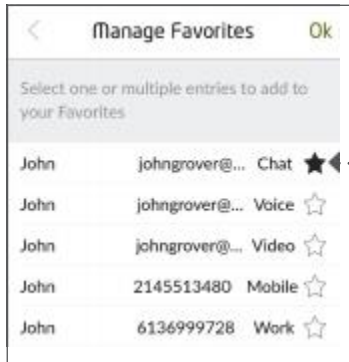 Manage Favorites Ok
Select one or multiple entries to add to
your Favorites
John johngrover@... Chat
John johngrover@... Voice
John johngrover@... Video
John 2145513480 Mobile
John 6136999728 Work